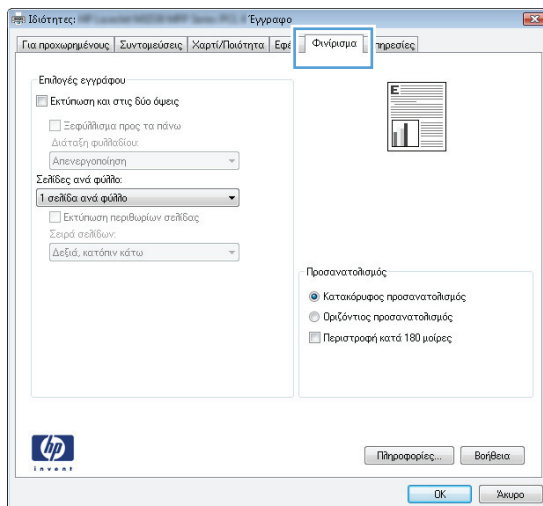 Ιδιότητες: Έγγραφο
Για προχωρημένους Συντομεύσεις Χαρτί/Ποιότητα Εφέ Φινίρισμα
Επιλογές εγγράφου
Εκτύπωση και στις δύο όψεις
Ξεφύλλισμα προς τα πάνω
Διάταξη φυλλαδίου:
Απενεργοποίηση
Σελίδες ανά φύλλο:
1 σελίδα ανά φύλλο
Εκτύπωση περιθωρίων σελίδας
Σειρά σελίδων:
Δεξιά, κατόπιν κάτω
E
Προσανατολισμός
Κατακόρυφος προσανατολισμός
Οριζόντιος προσανατολισμός
Περιστροφή κατά 180 μοίρες
hp
invent
Πληροφορίες... Βοήθεια
OK Άκυρο